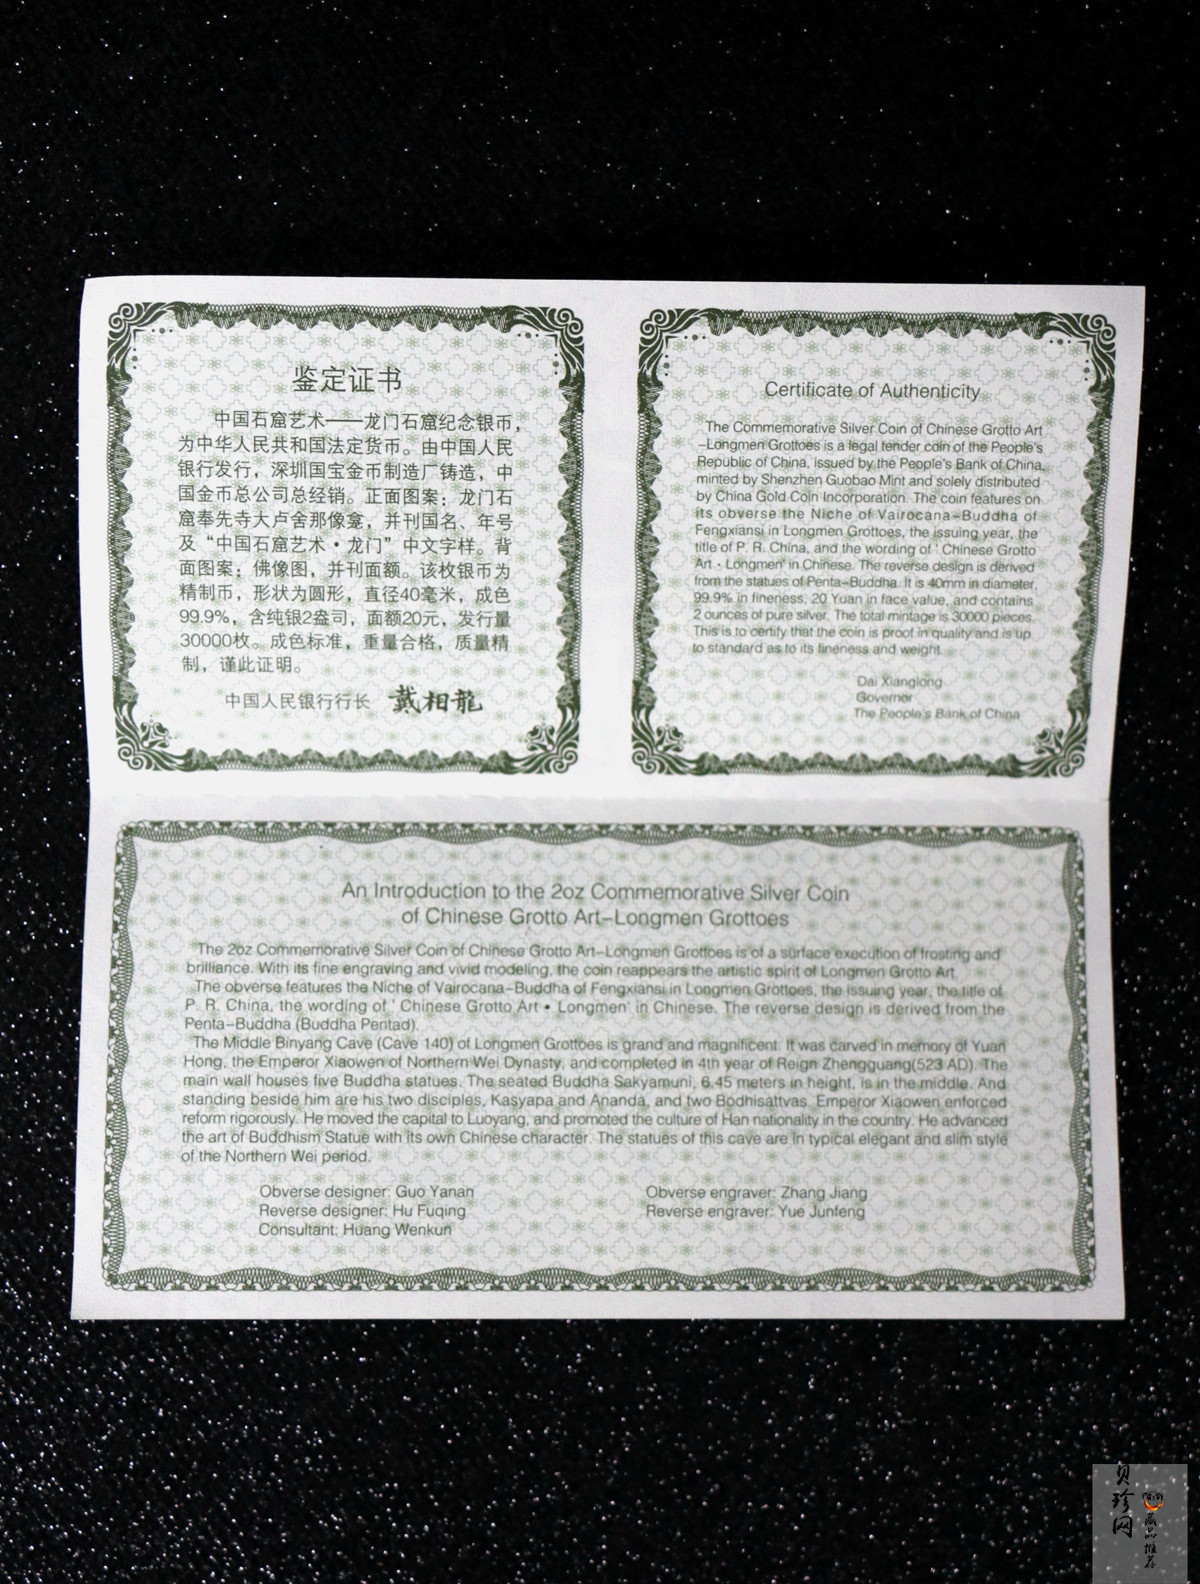 鉴定证书
中国石窟艺术——龙门石窟纪念银币，
为中华人民共和国法定货币。由中国人民
银行发行，深圳国宝金币制造厂铸造，中
国金币总公司总经销。正面图案：龙门石
窟奉先寺大卢舍那像龛，并刊国名、年号
及“中国石窟艺术·龙门”中文字样。背
面图案：佛像图，并刊面额。该枚银币为
精制币，形状为圆形，直径40毫米，成色
99.9%，含纯银2盎司，面额20元，发行量
30000枚。成色标准，重量合格，质量精
制，谨此证明。
中国人民银行行长 戴相龍
Certificate of Authenticity
The Commemorative Silver Coin of Chinese Grotto Art
-Longmen Grottoes is a legal tender coin of the People's
Republic of China, issued by the People's Bank of China,
minted by Shenzhen Guobao Mint and solely distributed
by China Gold Coin Incorporation. The coin features on
its obverse the Niche of Vairocana-Buddha of
Fengxiansi in Longmen Grottoes, the issuing year, the
title of P. R. China, and the wording of ' Chinese Grotto
Art · Longmen' in Chinese. The reverse design is derived
from the statues of Penta-Buddha. It is 40mm in diameter,
99.9% in fineness, 20 Yuan in face value, and contains
2 ounces of pure silver. The total mintage is 30000 pieces.
This is to certify that the coin is proof in quality and is up
to standard as to its fineness and weight.
Dai Xianglong
Governor
The People's Bank of China
An Introduction to the 2oz Commemorative Silver Coin
of Chinese Grotto Art-Longmen Grottoes
The 2oz Commemorative Silver Coin of Chinese Grotto Art-Longmen Grottoes is of a surface execution of frosting and
brilliance. With its fine engraving and vivid modeling, the coin reappears the artistic spirit of Longmen Grotto Art.
The obverse features the Niche of Vairocana-Buddha of Fengxiansi in Longmen Grottoes, the issuing year, the title of
P. R. China, the wording of ' Chinese Grotto Art • Longmen' in Chinese. The reverse design is derived from the
Penta-Buddha (Buddha Pentad).
The Middle Binyang Cave (Cave 140) of Longmen Grottoes is grand and magnificent. It was carved in memory of Yuan
Hong, the Emperor Xiaowen of Northern Wei Dynasty, and completed in 4th year of Reign Zhengguang(523 AD). The
main wall houses five Buddha statues. The seated Buddha Sakyamuni, 6.45 meters in height, is in the middle. And
standing beside him are his two disciples, Kasyapa and Ananda, and two Bodhisattvas. Emperor Xiaowen enforced
reform rigorously. He moved the capital to Luoyang, and promoted the culture of Han nationality in the country. He advanced
the art of Buddhism Statue with its own Chinese character. The statues of this cave are in typical elegant and slim style
of the Northern Wei period.
Obverse designer: Guo Yanan
Reverse designer: Hu Fuqing
Consultant: Huang Wenkun
Obverse engraver: Zhang Jiang
Reverse engraver: Yue Junfeng
贝珍网
藏品推荐